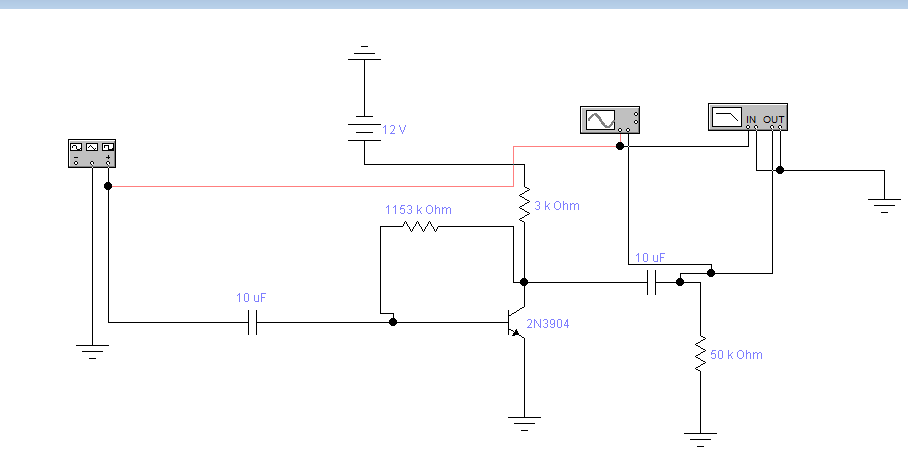 12 V
IN OUT
- +
1153 k Ohm
3 k Ohm
10 uF
10 uF
2N3904
50 k Ohm